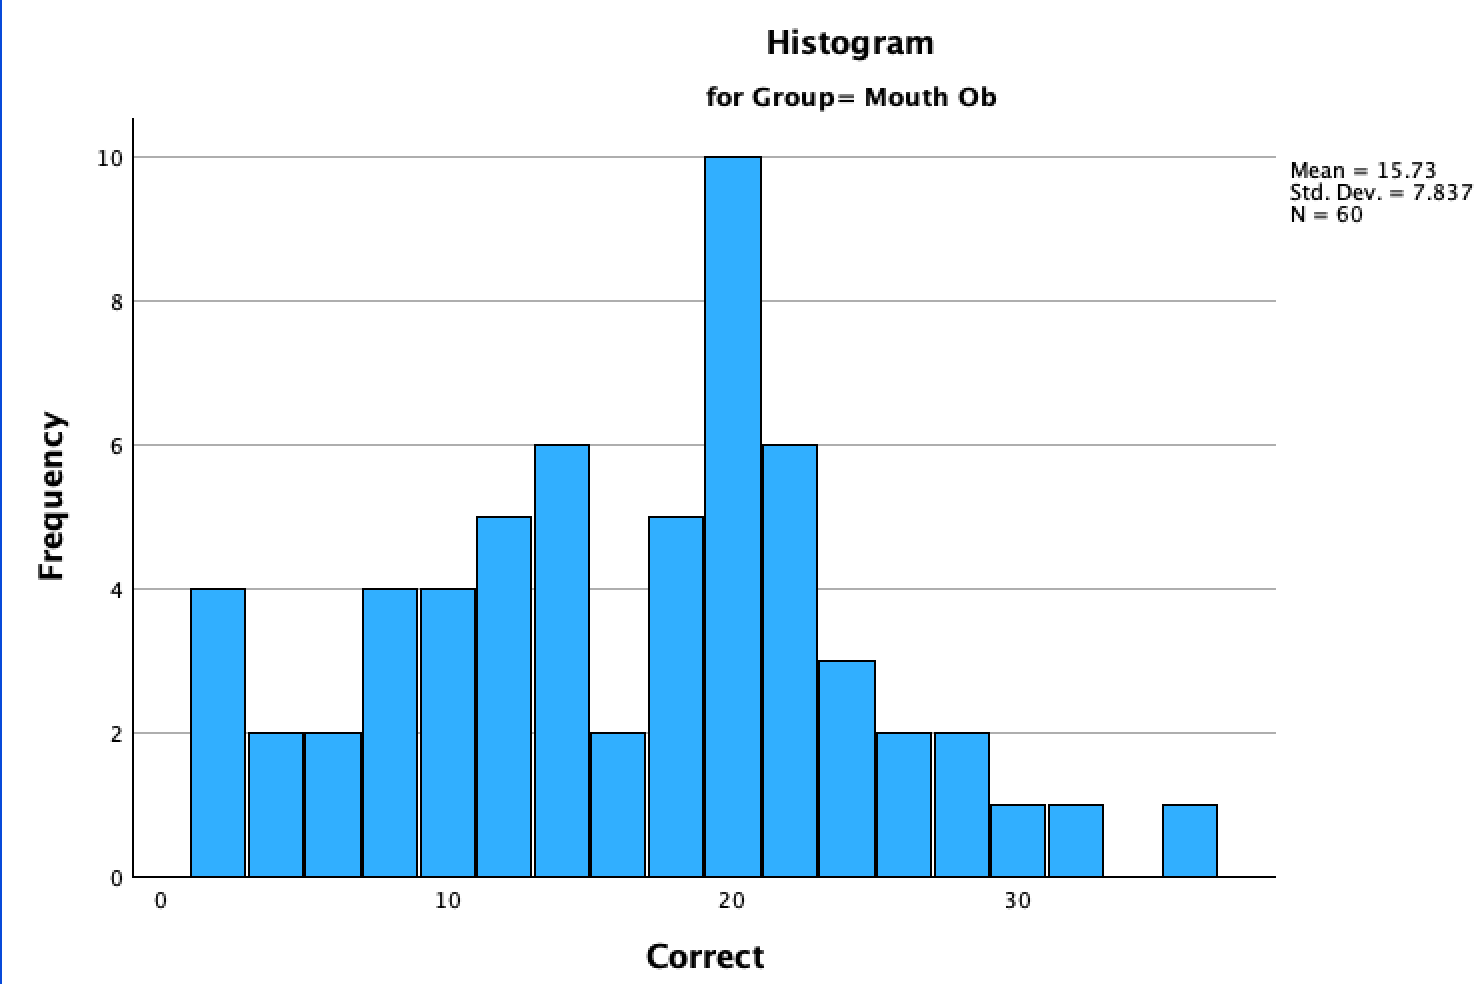 Histogram
for Group= Mouth Ob
Mean = 15.73
Std. Dev. = 7.837
N = 60
10
8
6
4
2
0
Frequency
0 10 20 30
Correct